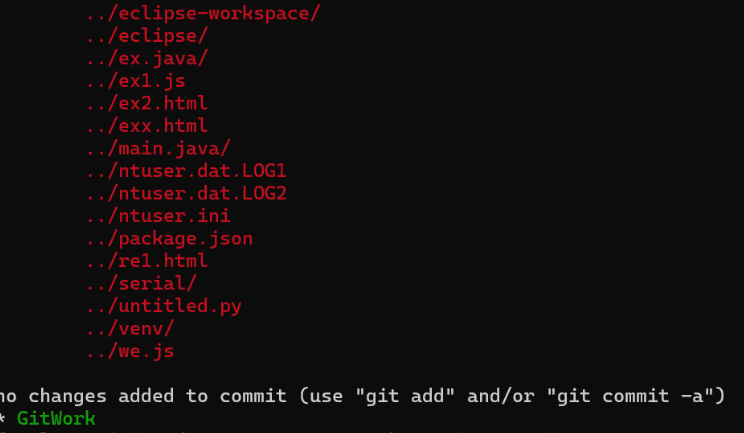 ../eclipse-workspace/
../eclipse/
../ex.java/
../ex1.js
../ex2.html
../exx.html
../main.java/
../ntuser.dat.LOG1
../ntuser.dat.LOG2
../ntuser.ini
../package.json
../re1.html
../serial/
../untitled.py
../venv/
../we.js
no changes added to commit (use "git add" and/or "git commit -a")
* GitWork